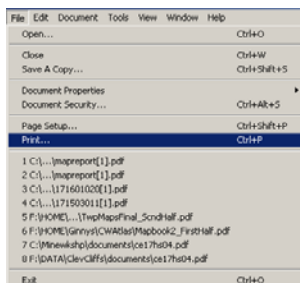 File Edit Document Tools View Window Help
Open... Ctrl+O
Close Ctrl+W
Save A Copy... Ctrl+Shift+S
Document Properties
Document Security... Ctrl+Alt+S
Page Setup... Ctrl+Shift+P
Print... Ctrl+P
1 C:\...\mapreport[1].pdf
2 C:\...\mapreport[1].pdf
3 C:\...\171601020[1].pdf
4 C:\...\171503011[1].pdf
5 F:\HOME\...\TwpMapsFinal_ScndHalf.pdf
6 F:\HOME\Ginnys\CWAtlas\Mapbook2_FirstHalf.pdf
7 C:\Minewkshp\documents\ce17hs04.pdf
8 F:\DATA\ClevCliffs\documents\ce17hs04.pdf
Exit Ctrl+Q